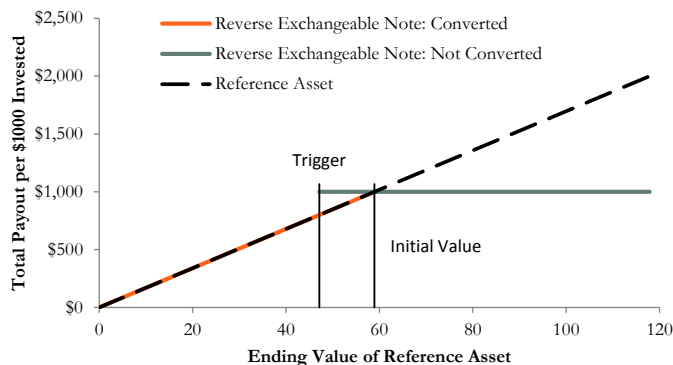 $2,500
$2,000
$1,500
$1,000
$500
$0
Total Payout per $1000 Invested
Reverse Exchangeable Note: Converted
Reverse Exchangeable Note: Not Converted
Reference Asset
Trigger
Initial Value
0 20 40 60 80 100 120
Ending Value of Reference Asset